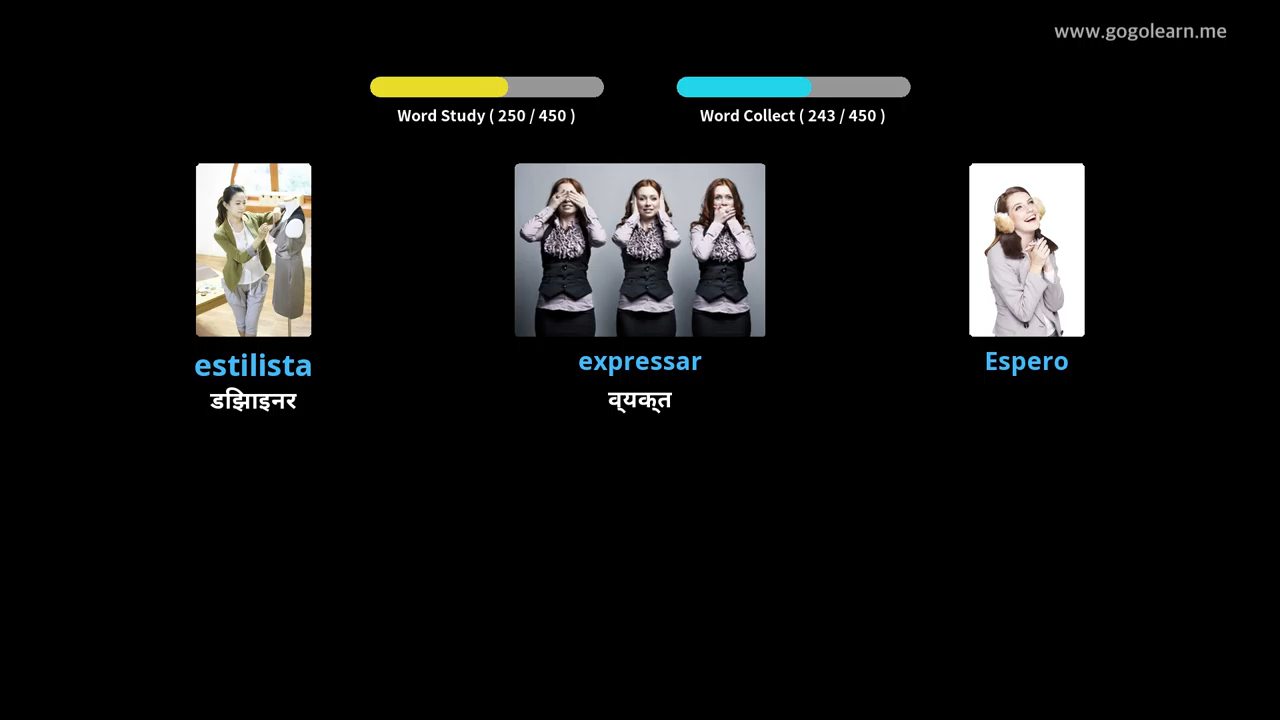 www.gogolearn.me
Word Study ( 250 / 450 )
Word Collect ( 243 / 450 )
estilista
expressar
Espero
डिझाइनर
व्यक्त